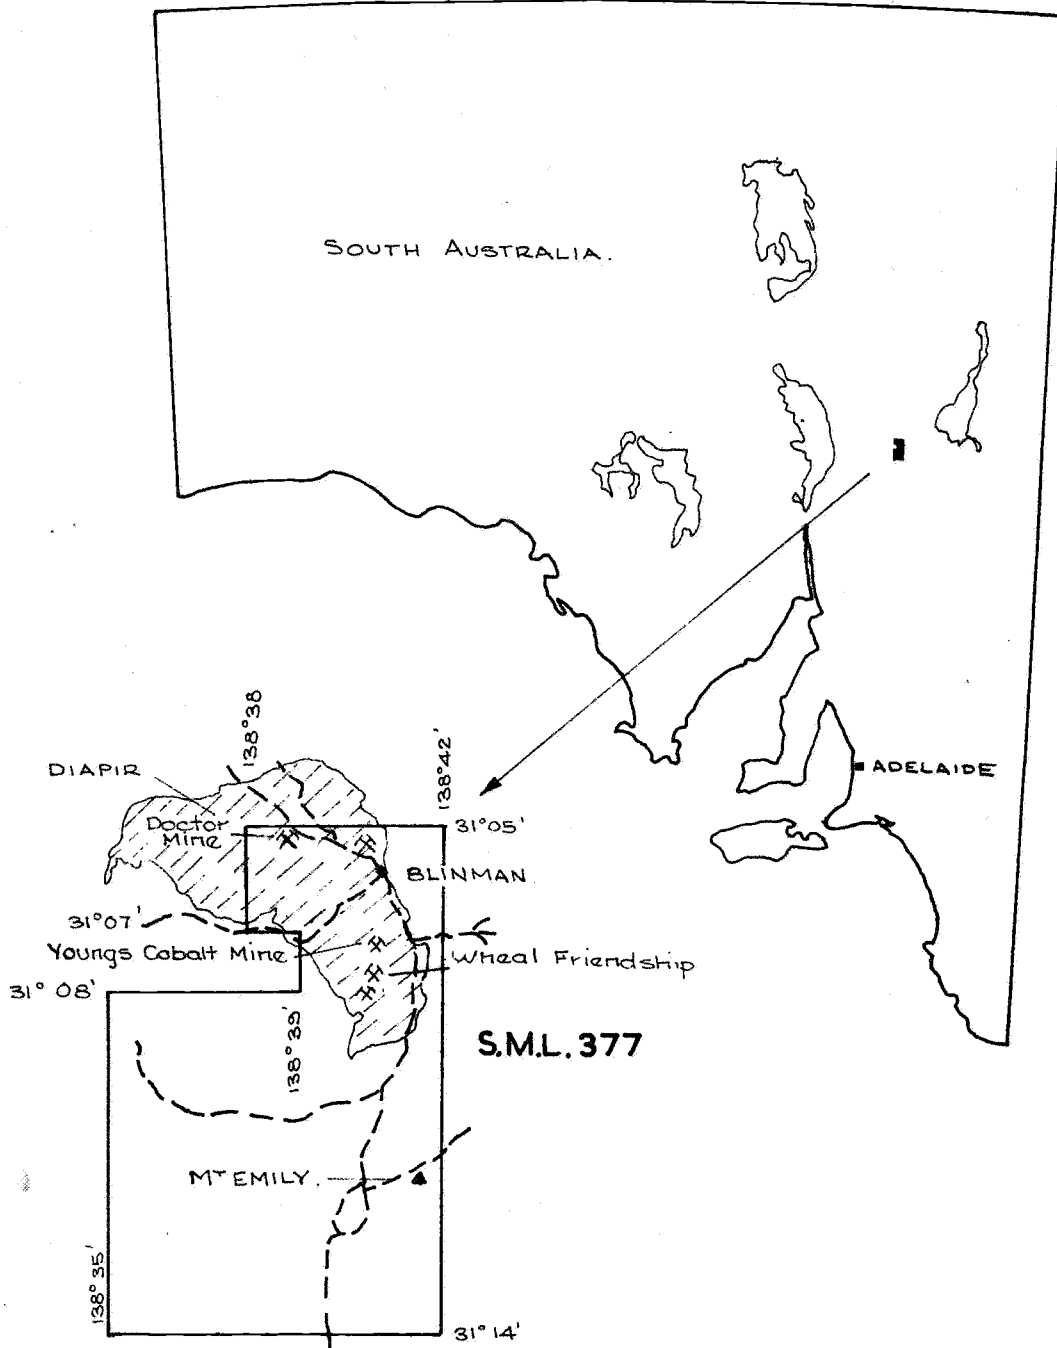 SOUTH AUSTRALIA.
ADELAIDE
138°38
138°42'
DIAPIR
Doctor
Mine
31°05'
BLINMAN
31°07'
Youngs Cobalt Mine
Wheal Friendship
31° 08'
138°39'
S.M.L. 377
MT EMILY.
138°35'
31°14'